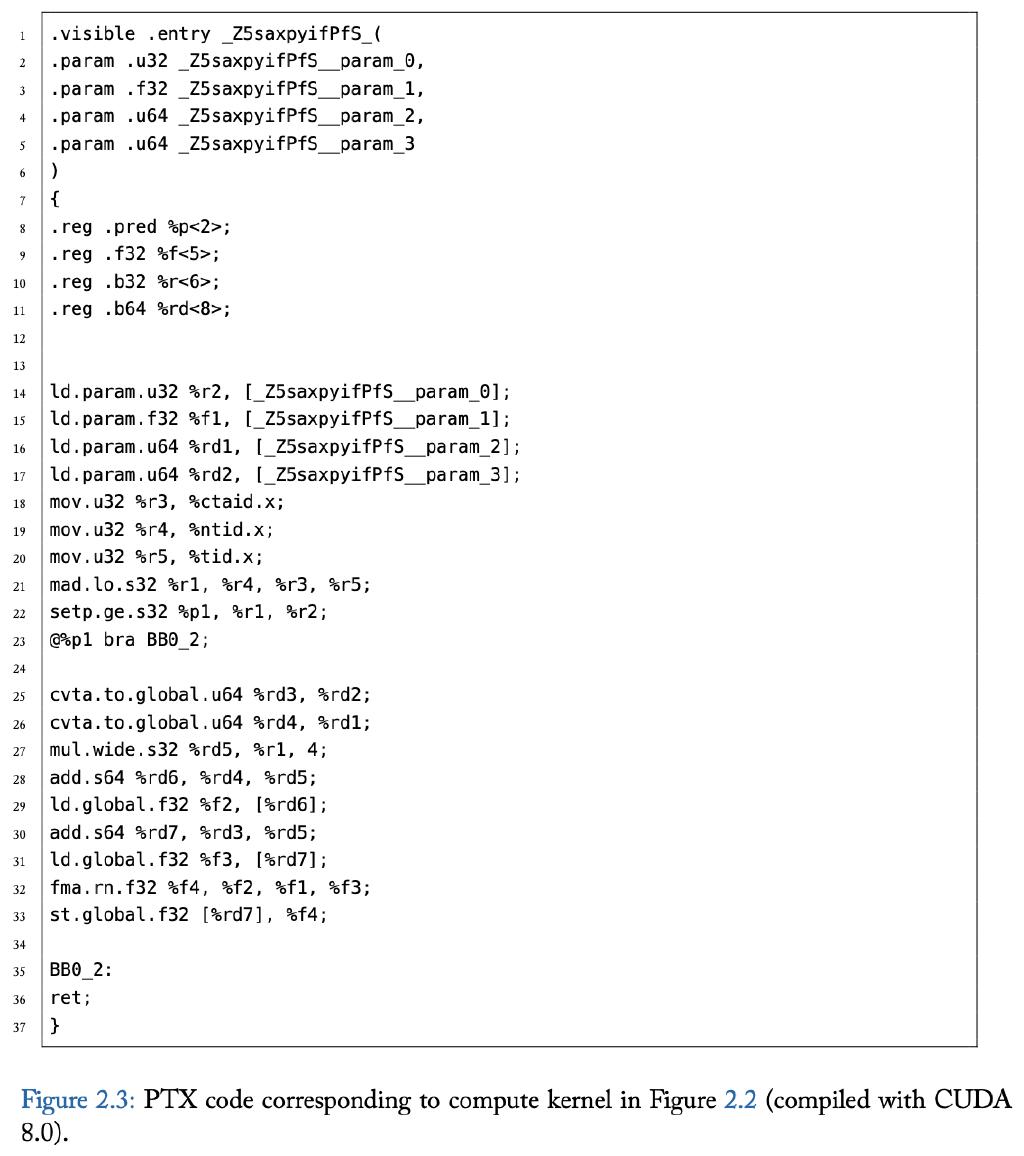 1 .visible .entry _Z5saxpyifPfS_(
2 .param .u32 _Z5saxpyifPfS__param_0,
3 .param .f32 _Z5saxpyifPfS__param_1,
4 .param .u64 _Z5saxpyifPfS__param_2,
5 .param .u64 _Z5saxpyifPfS__param_3
6 )
7 {
8 .reg .pred %p<2>;
9 .reg .f32 %f<5>;
10 .reg .b32 %r<6>;
11 .reg .b64 %rd<8>;
12
13
14 ld.param.u32 %r2, [_Z5saxpyifPfS__param_0];
15 ld.param.f32 %f1, [_Z5saxpyifPfS__param_1];
16 ld.param.u64 %rd1, [_Z5saxpyifPfS__param_2];
17 ld.param.u64 %rd2, [_Z5saxpyifPfS__param_3];
18 mov.u32 %r3, %ctaid.x;
19 mov.u32 %r4, %ntid.x;
20 mov.u32 %r5, %tid.x;
21 mad.lo.s32 %r1, %r4, %r3, %r5;
22 setp.ge.s32 %p1, %r1, %r2;
23 @%p1 bra BB0_2;
24
25 cvta.to.global.u64 %rd3, %rd2;
26 cvta.to.global.u64 %rd4, %rd1;
27 mul.wide.s32 %rd5, %r1, 4;
28 add.s64 %rd6, %rd4, %rd5;
29 ld.global.f32 %f2, [%rd6];
30 add.s64 %rd7, %rd3, %rd5;
31 ld.global.f32 %f3, [%rd7];
32 fma.rn.f32 %f4, %f2, %f1, %f3;
33 st.global.f32 [%rd7], %f4;
34
35 BB0_2:
36 ret;
37 }
Figure 2.3: PTX code corresponding to compute kernel in Figure 2.2 (compiled with CUDA
8.0).